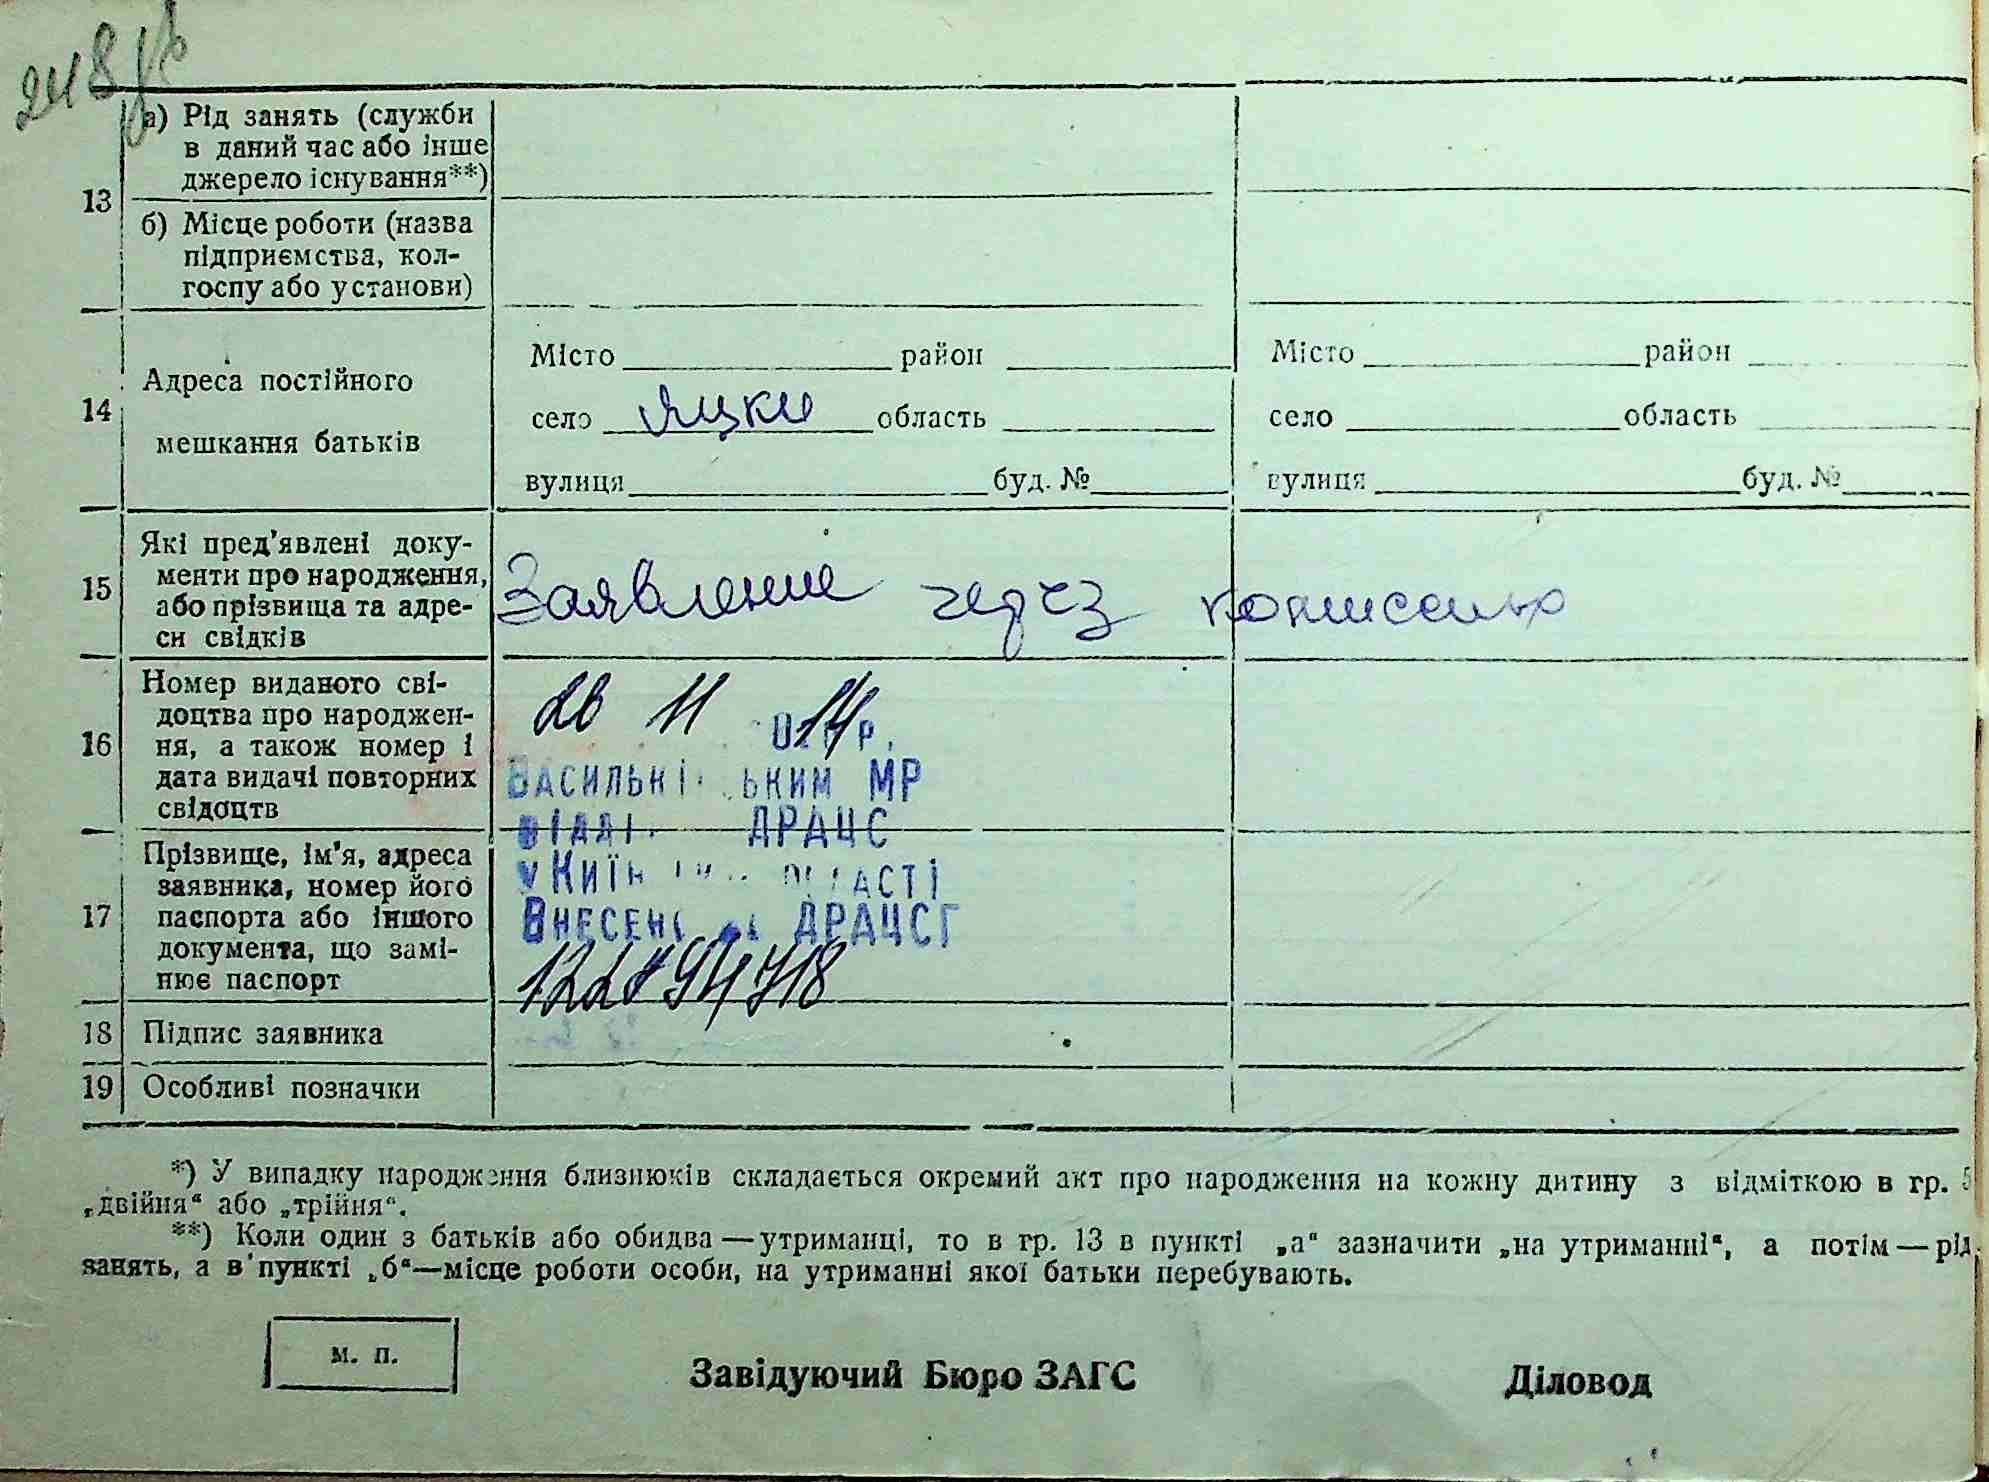 248
а) Рід занять (служби
в даний час або інше
джерело існування**)
13
б) Місце роботи (назва
підприємства, кол-
госпу або установи)
Місто район Місто район
Адреса постійного
14 село Яцки область село область
мешкання батьків
вулиця буд. № вулиця буд. №
Які пред'явлені доку-
менти про народження,
15 Заявление через комиссию
або прізвища та адре-
си свідків
Номер виданого сві-
доцтва про народжен-
16 ня, а також номер і
дата видачі повторних
свідоцтв
26 11 14 р.
Васильківським МР
ДРАЦС
у Київській області
Внесено ДРАЦСГ
Прізвище, ім'я, адреса
заявника, номер його
17 паспорта або іншого
документа, що замі-
нює паспорт
18 Підпис заявника
19 Особливі позначки
*) У випадку народження близнюків складається окремий акт про народження на кожну дитину з відміткою в гр. 5
„двійня“ або „трійня“.
**) Коли один з батьків або обидва — утриманці, то в гр. 13 в пункті „а“ зазначити „на утриманні“, а потім — рід
занять, а в пункті „б“ — місце роботи особи, на утриманні якої батьки перебувають.
м. п.
Завідуючий Бюро ЗАГС Діловод